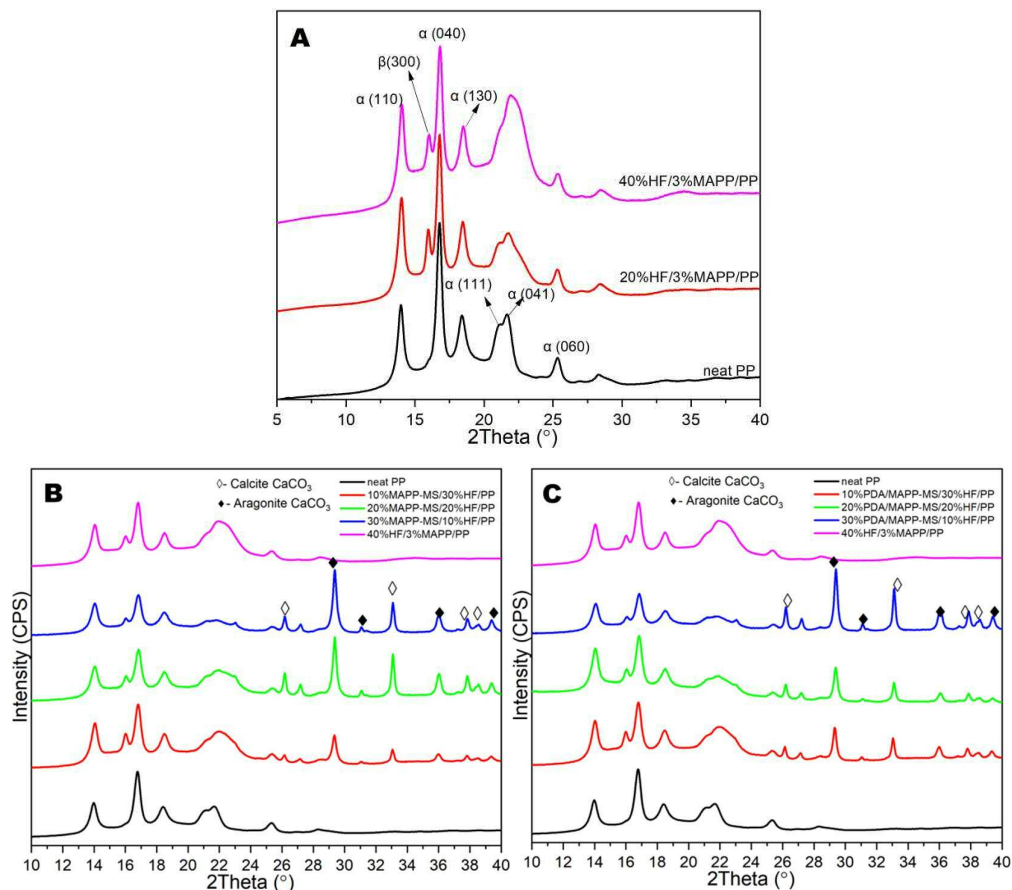 A
α (040)
β(300)
α (110)
α (130)
40%HF/3%MAPP/PP
20%HF/3%MAPP/PP
α (111)
α (041)
α (060)
neat PP
5 10 15 20 25 30 35 40
2Theta (°)
B
◊- Calcite CaCO₃
◆- Aragonite CaCO₃
neat PP
10%MAPP-MS/30%HF/PP
20%MAPP-MS/20%HF/PP
30%MAPP-MS/10%HF/PP
40%HF/3%MAPP/PP
Intensity (CPS)
10 12 14 16 18 20 22 24 26 28 30 32 34 36 38 40
2Theta (°)
C
◊- Calcite CaCO₃
◆- Aragonite CaCO₃
neat PP
10%PDA/MAPP-MS/30%HF/PP
20%PDA/MAPP-MS/20%HF/PP
30%PDA/MAPP-MS/10%HF/PP
40%HF/3%MAPP/PP
Intensity (CPS)
10 12 14 16 18 20 22 24 26 28 30 32 34 36 38 40
2Theta (°)